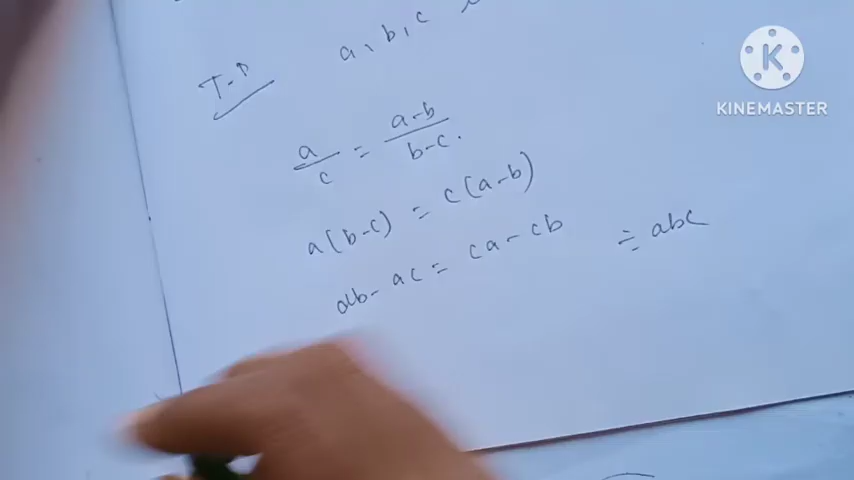 a, b, c
T-P
K
KINEMASTER
a/c = a-b/b-c.
a(b-c) = c(a-b)
ab - ac = ca - cb ÷ abc